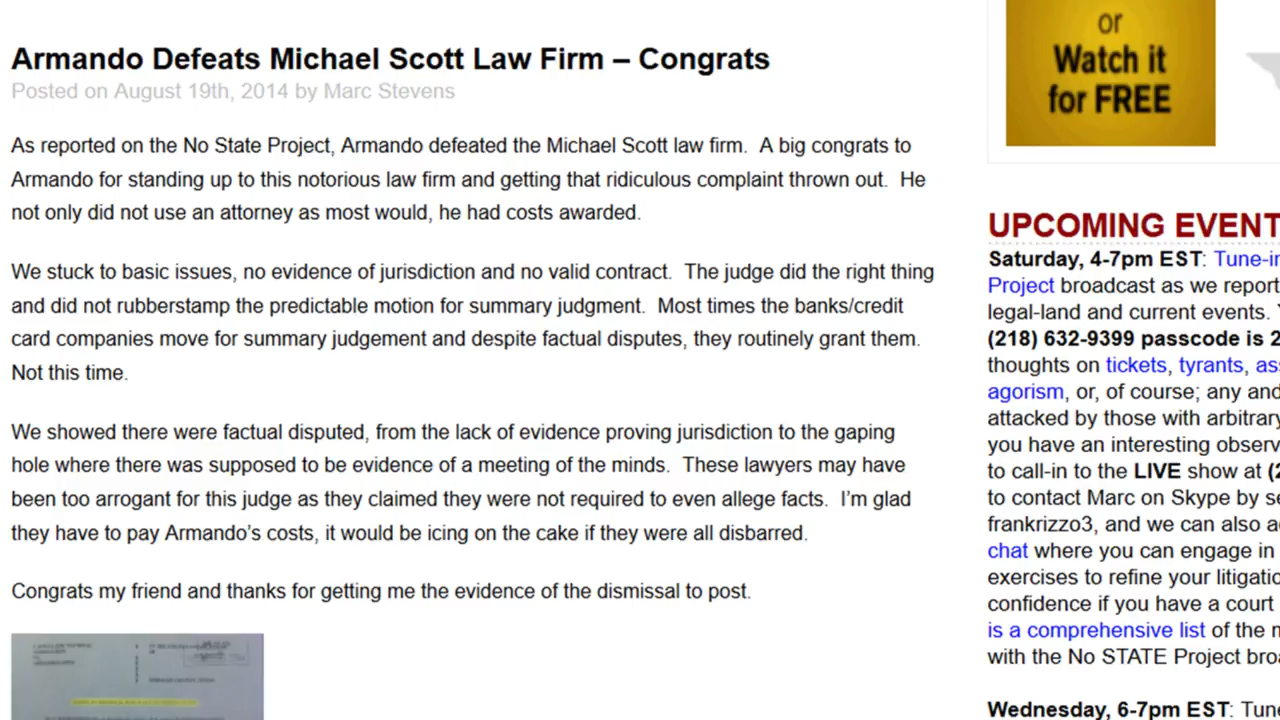 Armando Defeats Michael Scott Law Firm – Congrats
Posted on August 19th, 2014 by Marc Stevens
As reported on the No State Project, Armando defeated the Michael Scott law firm.  A big congrats to
Armando for standing up to this notorious law firm and getting that ridiculous complaint thrown out.  He
not only did not use an attorney as most would, he had costs awarded.
We stuck to basic issues, no evidence of jurisdiction and no valid contract.  The judge did the right thing
and did not rubberstamp the predictable motion for summary judgment.  Most times the banks/credit
card companies move for summary judgement and despite factual disputes, they routinely grant them.
Not this time.
We showed there were factual disputed, from the lack of evidence proving jurisdiction to the gaping
hole where there was supposed to be evidence of a meeting of the minds.  These lawyers may have
been too arrogant for this judge as they claimed they were not required to even allege facts.  I'm glad
they have to pay Armando's costs, it would be icing on the cake if they were all disbarred.
Congrats my friend and thanks for getting me the evidence of the dismissal to post.
or
Watch it
for FREE
UPCOMING EVENT
Saturday, 4-7pm EST: Tune-in
Project broadcast as we report
legal-land and current events.
(218) 632-9399 passcode is 2
thoughts on tickets, tyrants, ass
agorism, or, of course; any and
attacked by those with arbitrary
you have an interesting observ
to call-in to the LIVE show at (2
to contact Marc on Skype by se
frankrizzo3, and we can also a
chat where you can engage in
exercises to refine your litigatio
confidence if you have a court
is a comprehensive list of the m
with the No STATE Project broa
Wednesday, 6-7pm EST: Tune